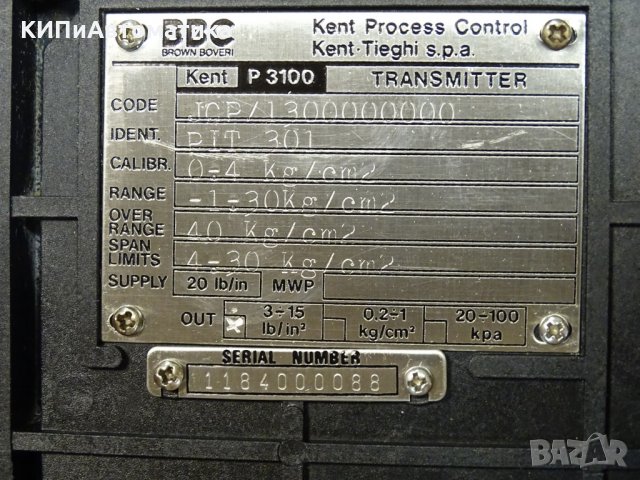 КИПиАвтоматика
BBC
BROWN BOVERI
Kent Process Control
Kent-Tieghi s.p.a.
Kent P 3100 TRANSMITTER
CODE JGP/1300000000
IDENT. PIT 301
CALIBR. 0÷4 Kg/cm2
RANGE -1÷30Kg/cm2
OVER RANGE 40 Kg/cm2
SPAN LIMITS 4-30 Kg/cm2
SUPPLY 20 lb/in MWP
OUT x 3÷15 lb/in² 0.2÷1 kg/cm² 20÷100 kpa
SERIAL NUMBER
1184000088
BAZAR